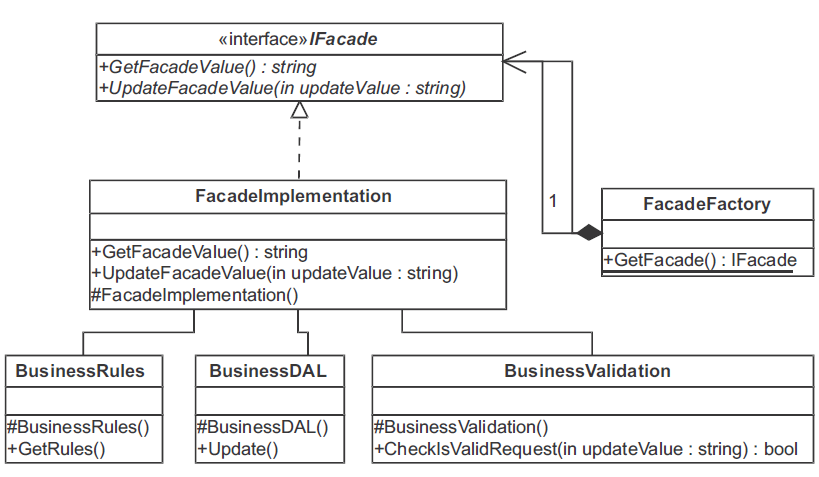 «interface»IFacade
+GetFacadeValue() : string
+UpdateFacadeValue(in updateValue : string)
FacadeImplementation
+GetFacadeValue() : string
+UpdateFacadeValue(in updateValue : string)
#FacadeImplementation()
1
FacadeFactory
+GetFacade() : IFacade
BusinessRules
#BusinessRules()
+GetRules()
BusinessDAL
#BusinessDAL()
+Update()
BusinessValidation
#BusinessValidation()
+CheckIsValidRequest(in updateValue : string) : bool